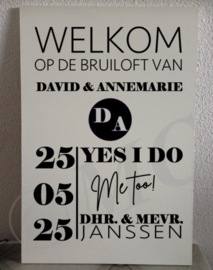 WELKOM
OP DE BRUILOFT VAN
DAVID & ANNEMARIE
DA
25 YES I DO
05 Me too!
25 DHR. & MEVR.
JANSSEN